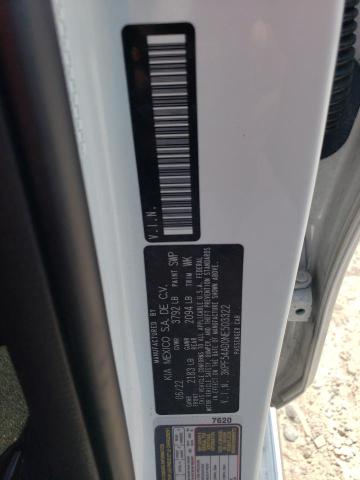 V.I.N.
KIA MEXICO S.A. DE C.V.
06/22 GVWR 3792 LB PAINT SWP
GAWR FRONT 2183 LB GAWR REAR 2094 LB TRIM WK
THIS VEHICLE CONFORMS TO ALL APPLICABLE U.S.A. FEDERAL
MOTOR VEHICLE SAFETY, BUMPER, AND THEFT PREVENTION STANDARDS
IN EFFECT ON THE DATE OF MANUFACTURE SHOWN ABOVE.
V.I.N. 3KPF54AD0NE503322
PASSENGER CAR
7620